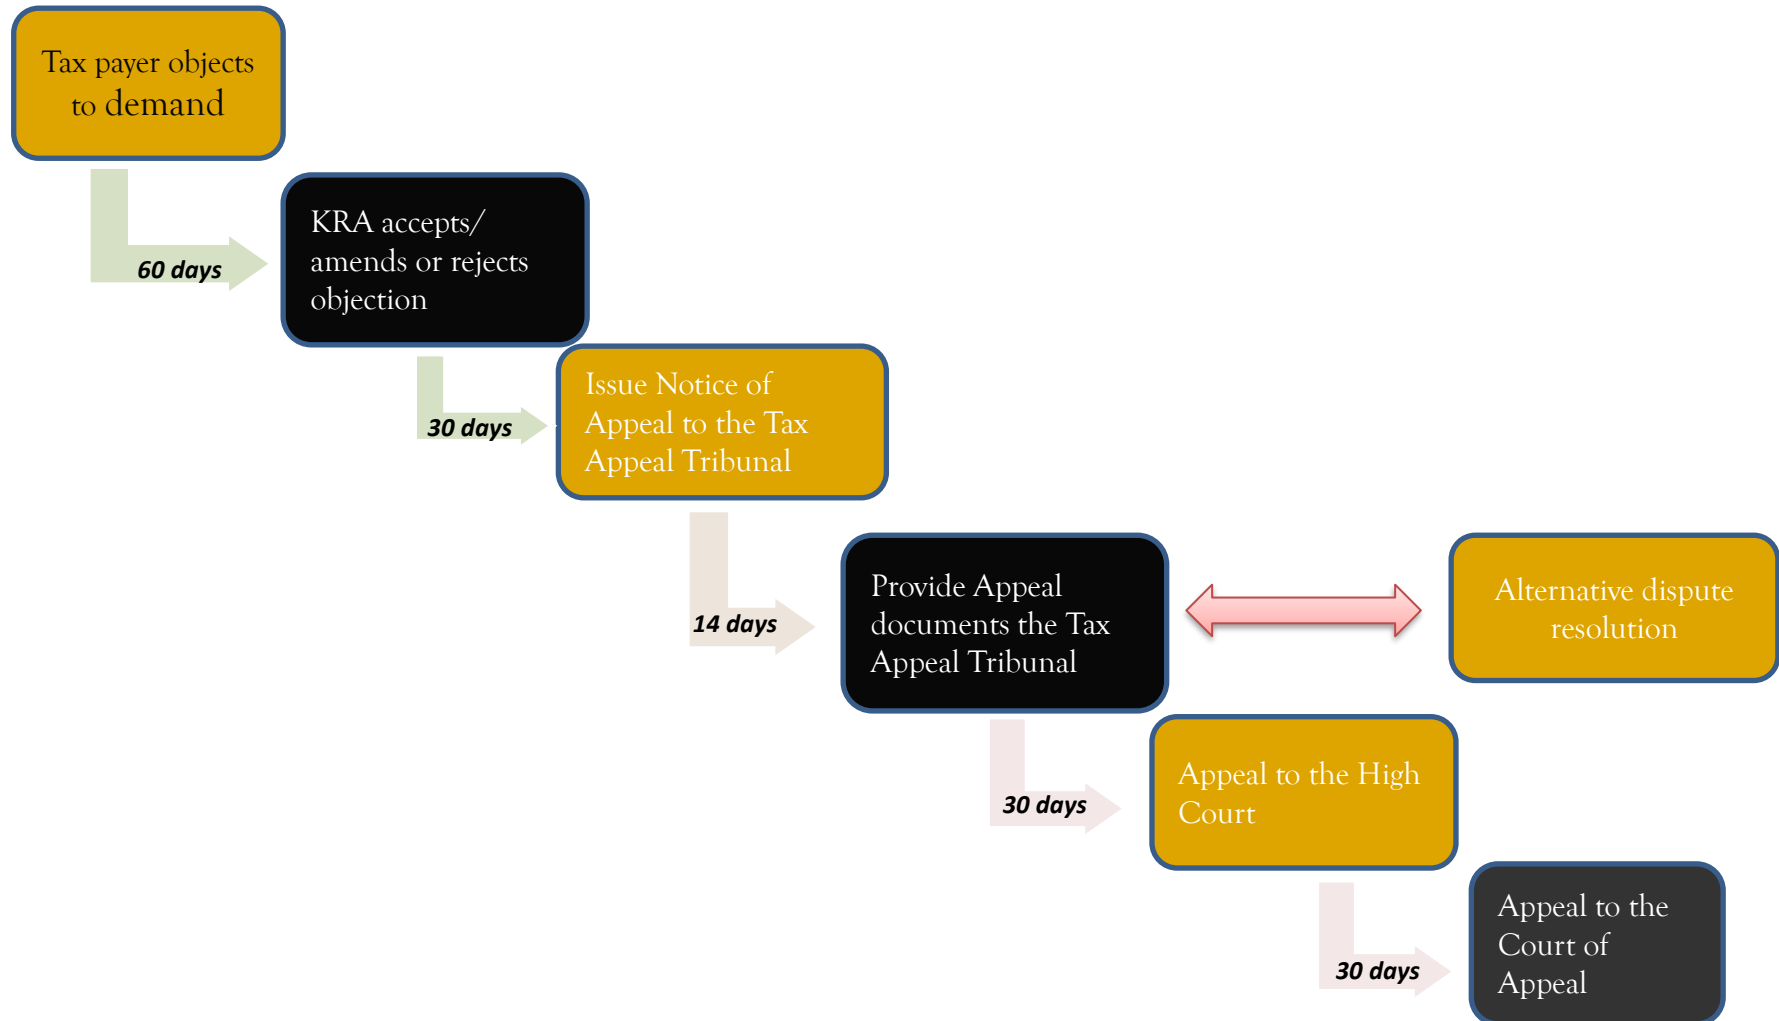 Tax payer objects
to demand
60 days
KRA accepts/
amends or rejects
objection
30 days
Issue Notice of
Appeal to the Tax
Appeal Tribunal
14 days
Provide Appeal
documents the Tax
Appeal Tribunal
Alternative dispute
resolution
30 days
Appeal to the High
Court
30 days
Appeal to the
Court of
Appeal